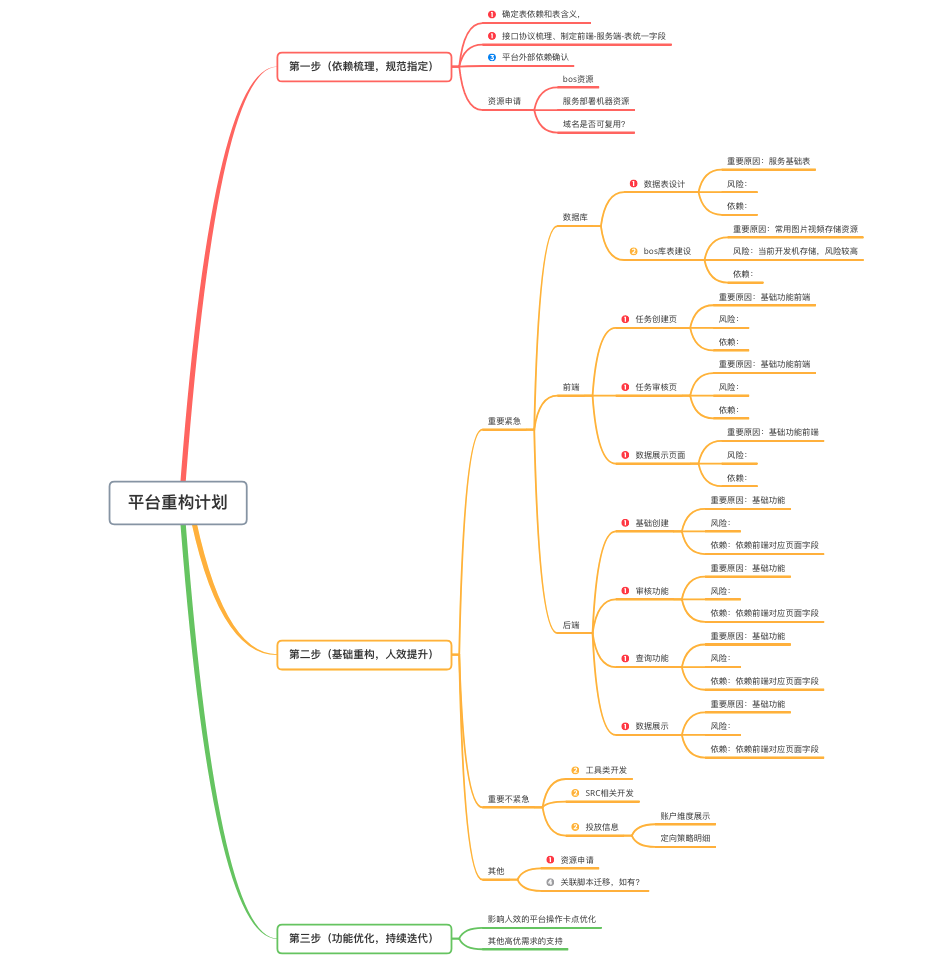 平台重构计划
第一步（依赖梳理，规范指定）
1 确定表依赖和表含义，
1 接口协议梳理、制定前端-服务端-表统一字段
3 平台外部依赖确认
资源申请
bos资源
服务部署机器资源
域名是否可复用？
第二步（基础重构，人效提升）
重要紧急
数据库
1 数据表设计
重要原因：服务基础表
风险：
依赖：
2 bos库表建设
重要原因：常用图片视频存储资源
风险：当前开发机存储，风险较高
依赖：
前端
1 任务创建页
重要原因：基础功能前端
风险：
依赖：
1 任务审核页
重要原因：基础功能前端
风险：
依赖：
1 数据展示页面
重要原因：基础功能前端
风险：
依赖：
后端
1 基础创建
重要原因：基础功能
风险：
依赖：依赖前端对应页面字段
1 审核功能
重要原因：基础功能
风险：
依赖：依赖前端对应页面字段
1 查询功能
重要原因：基础功能
风险：
依赖：依赖前端对应页面字段
1 数据展示
重要原因：基础功能
风险：
依赖：依赖前端对应页面字段
重要不紧急
2 工具类开发
2 SRC相关开发
2 投放信息
账户维度展示
定向策略明细
其他
1 资源申请
4 关联脚本迁移，如有？
第三步（功能优化，持续迭代）
影响人效的平台操作卡点优化
其他高优需求的支持